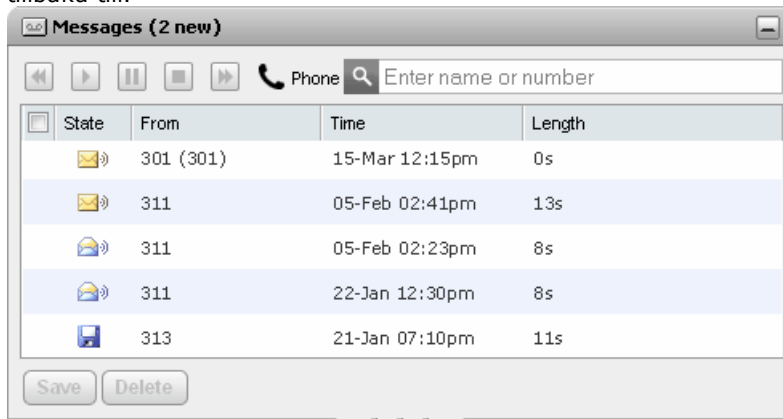 Messages (2 new)
Phone Enter name or number
State From Time Length
301 (301) 15-Mar 12:15pm 0s
311 05-Feb 02:41pm 13s
311 05-Feb 02:23pm 8s
311 22-Jan 12:30pm 8s
313 21-Jan 07:10pm 11s
Save Delete